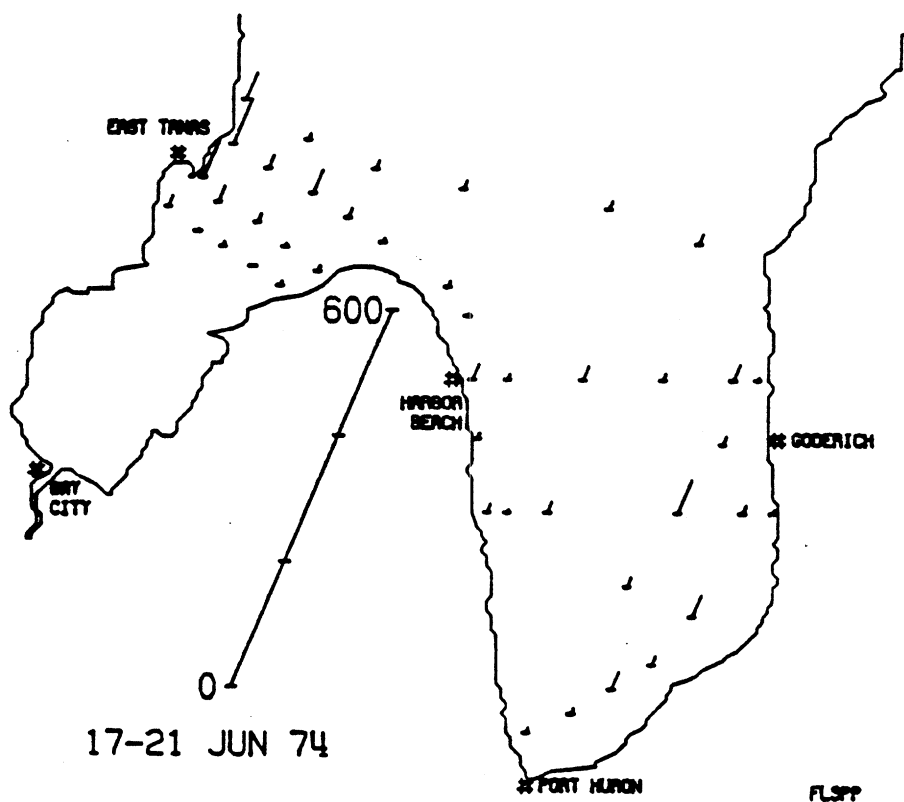 EAST TAWAS
600
HARBOR
BEACH
GODERICH
BAY
CITY
0
17-21 JUN 74
PORT HURON
FLSPP